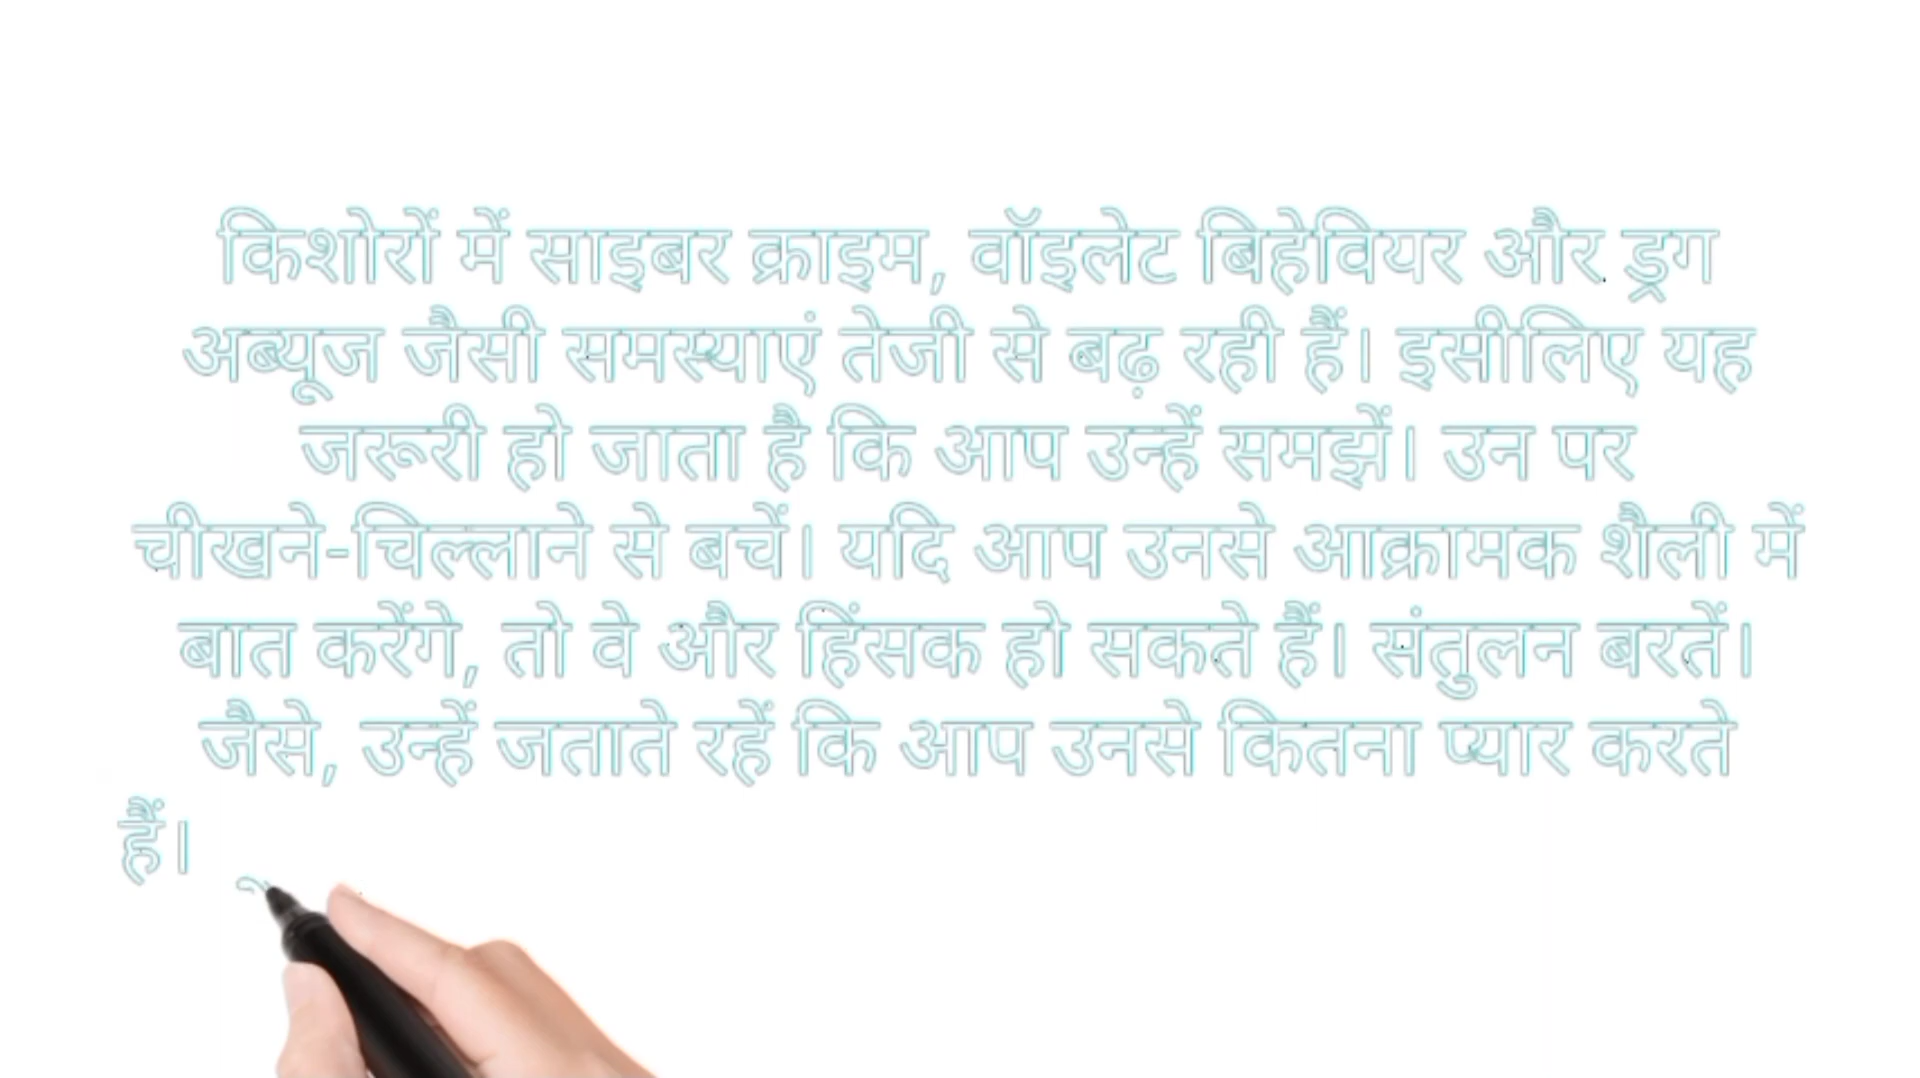 किशोरों में साइबर क्राइम, वॉइलेट बिहेवियर और ड्रग
अब्यूज जैसी समस्याएं तेजी से बढ़ रही हैं। इसीलिए यह
जरूरी हो जाता है कि आप उन्हें समझें। उन पर
चीखने-चिल्लाने से बचें। यदि आप उनसे आक्रामक शैली में
बात करेंगे, तो वे और हिंसक हो सकते हैं। संतुलन बरतें।
जैसे, उन्हें जताते रहें कि आप उनसे कितना प्यार करते
हैं।